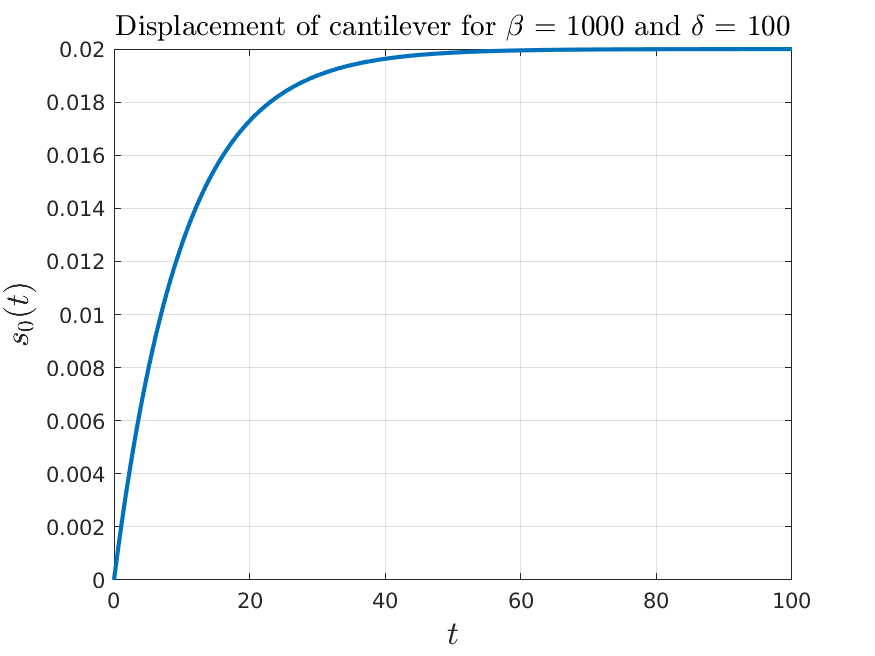 Displacement of cantilever for β = 1000 and δ = 100
0.02
0.018
0.016
0.014
0.012
0.01
0.008
0.006
0.004
0.002
0
s₀(t)
0 20 40 60 80 100
t